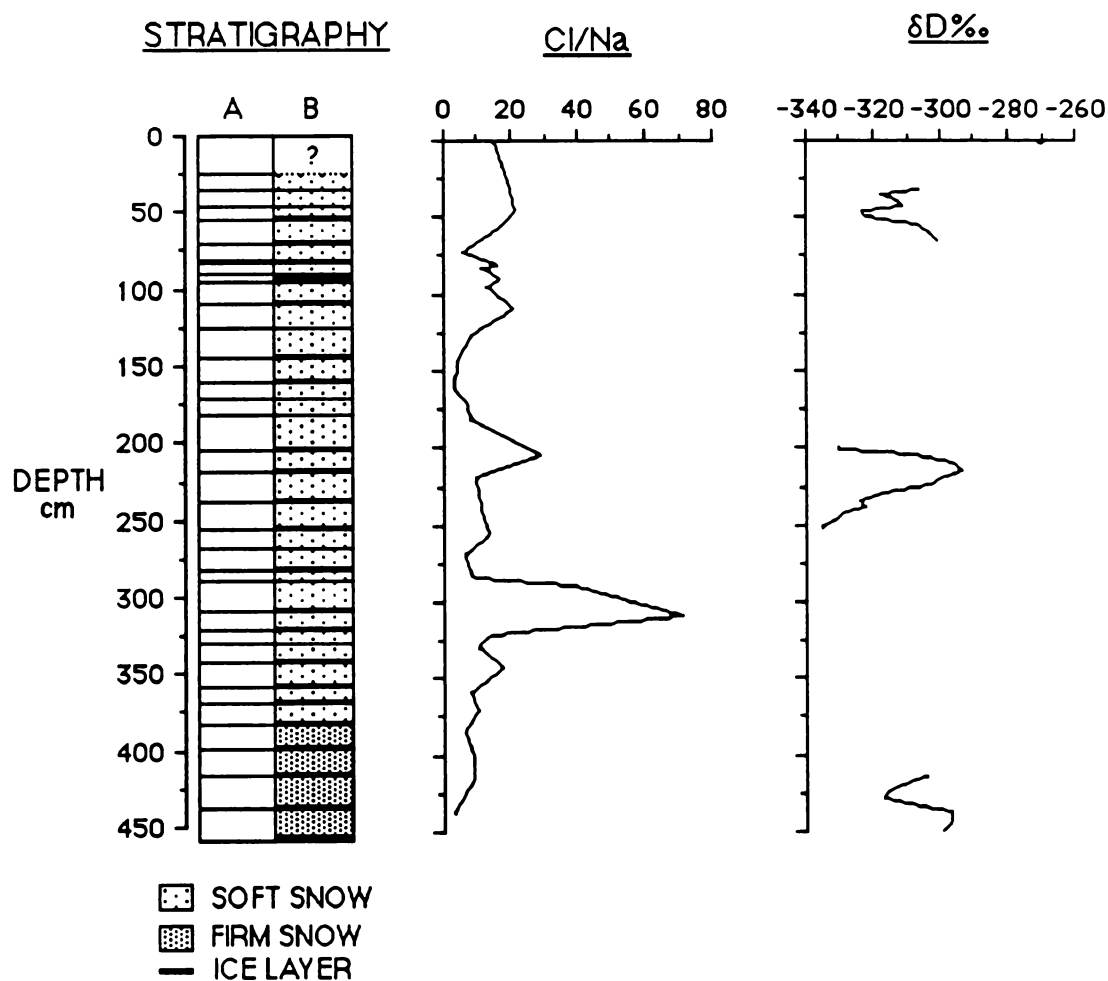 STRATIGRAPHY Cl/Na δD‰
A B 0 20 40 60 80 -340 -320 -300 -280 -260
0
?
50
100
150
200
DEPTH
cm
250
300
350
400
450
SOFT SNOW
FIRM SNOW
ICE LAYER